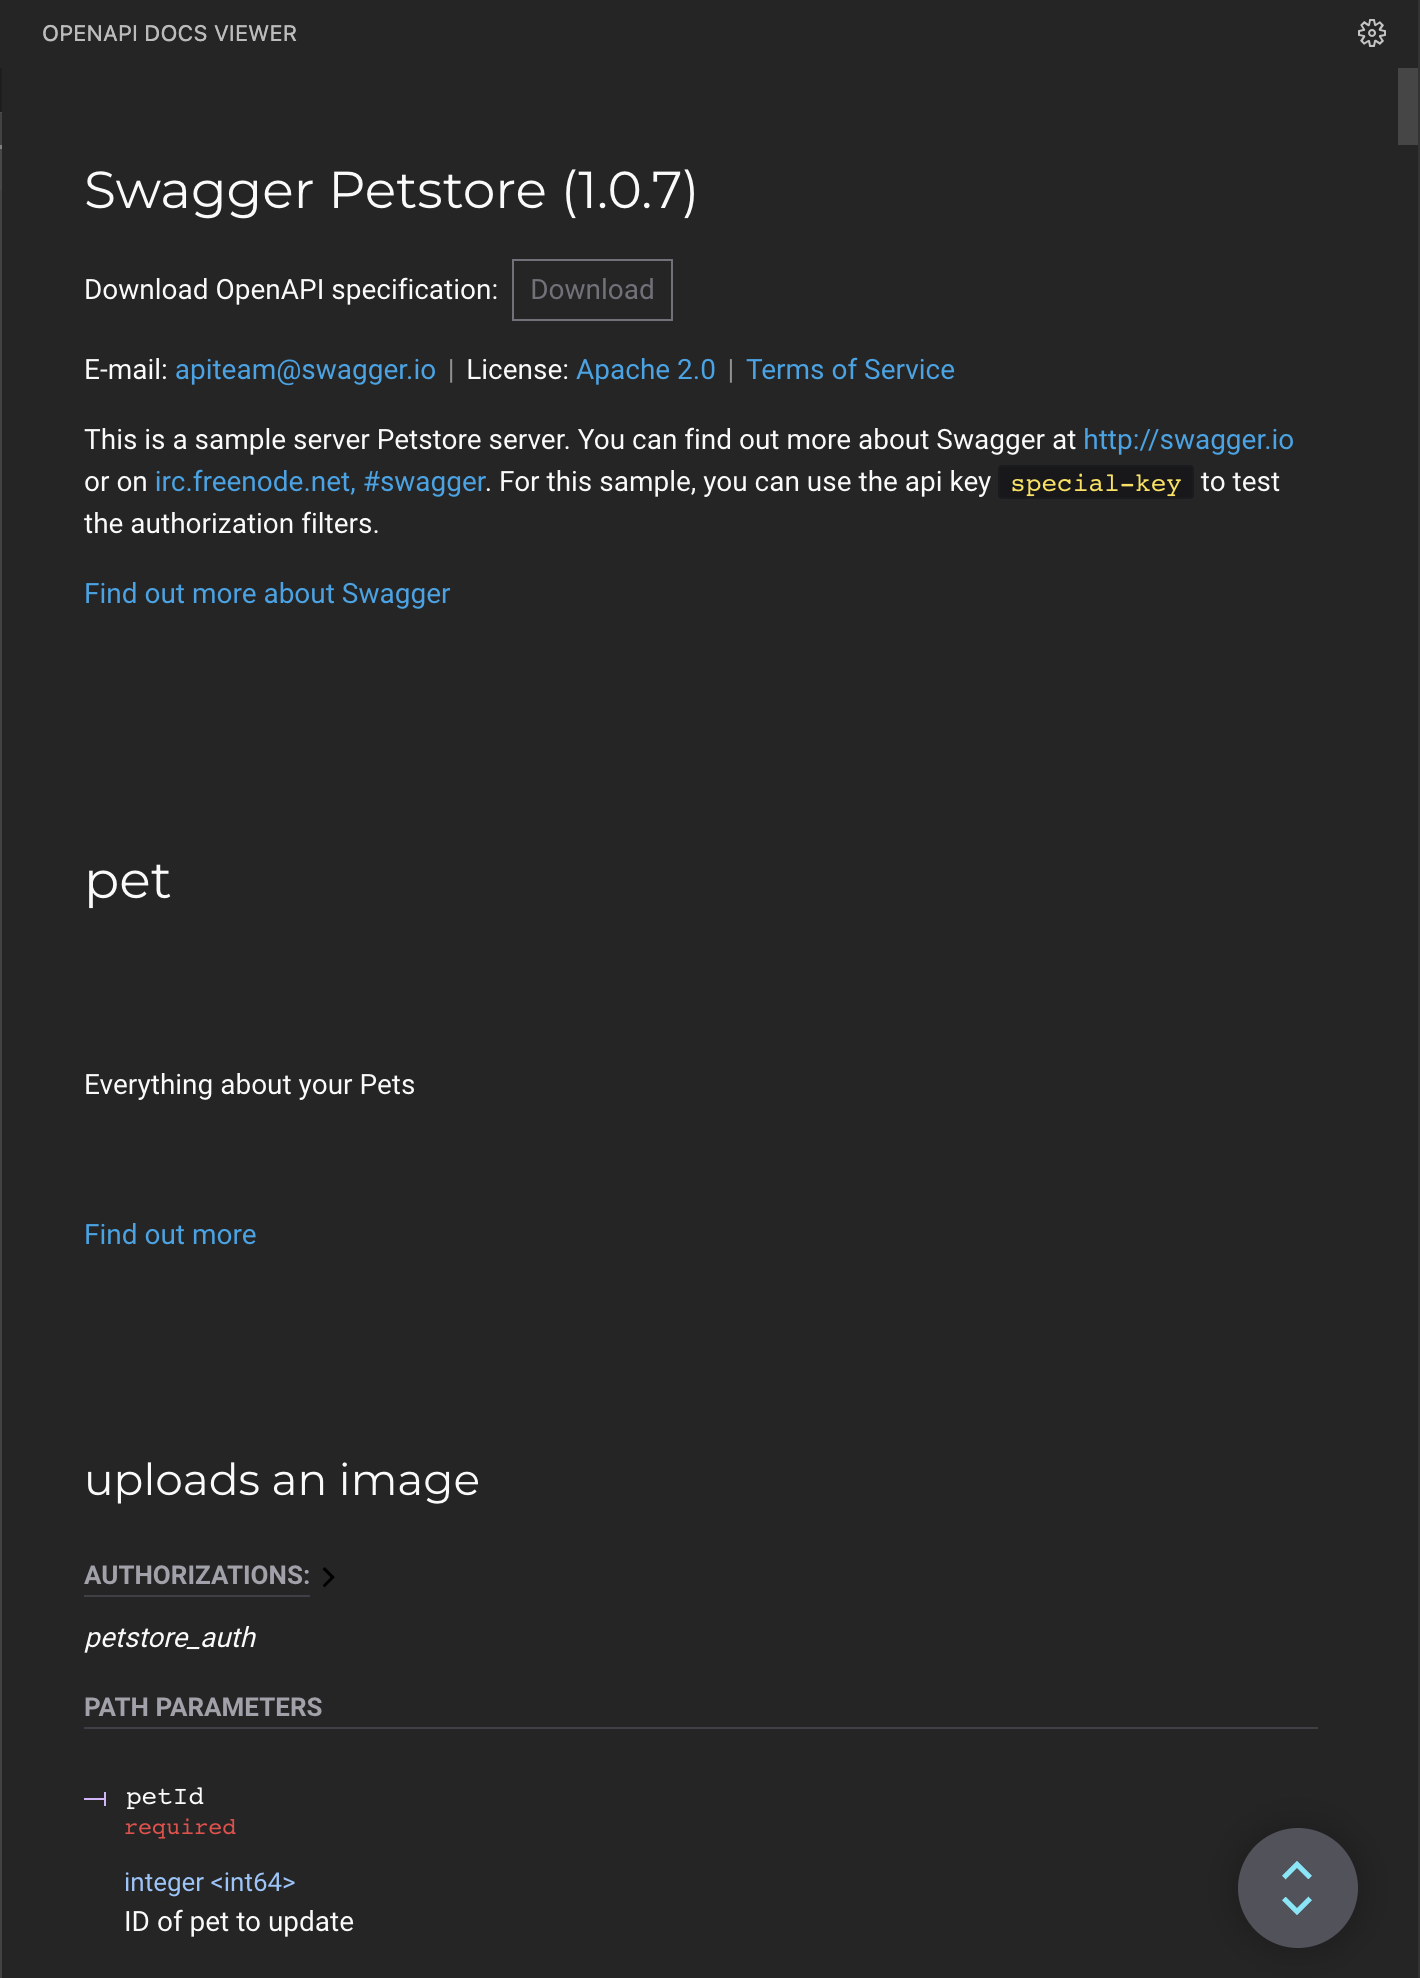 OPENAPI DOCS VIEWER
Swagger Petstore (1.0.7)
Download OpenAPI specification: Download
E-mail: apiteam@swagger.io | License: Apache 2.0 | Terms of Service
This is a sample server Petstore server. You can find out more about Swagger at http://swagger.io
or on irc.freenode.net, #swagger. For this sample, you can use the api key special-key to test
the authorization filters.
Find out more about Swagger
pet
Everything about your Pets
Find out more
uploads an image
AUTHORIZATIONS:
petstore_auth
PATH PARAMETERS
petId
required
integer <int64>
ID of pet to update